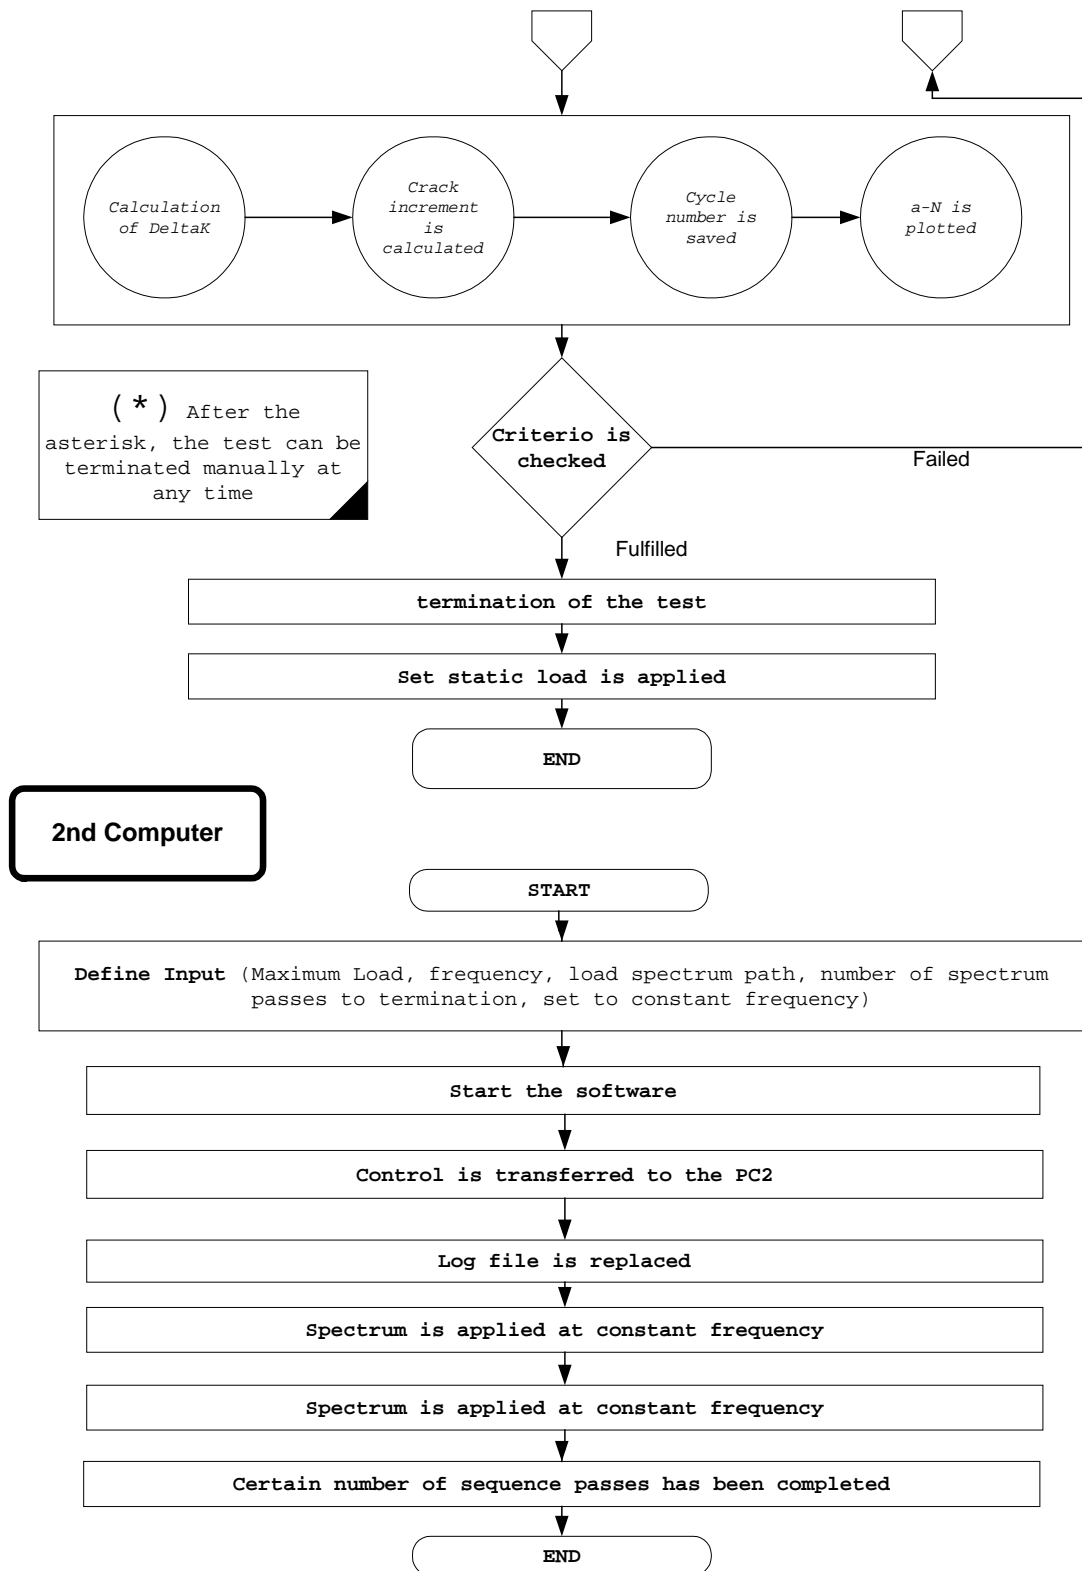 Calculation
of DeltaK
Crack
increment
is
calculated
Cycle
number is
saved
a-N is
plotted
(*) After the
asterisk, the test can be
terminated manually at
any time
Criterio is
checked
Failed
Fulfilled
termination of the test
Set static load is applied
END
2nd Computer
START
Define Input (Maximum Load, frequency, load spectrum path, number of spectrum
passes to termination, set to constant frequency)
Start the software
Control is transferred to the PC2
Log file is replaced
Spectrum is applied at constant frequency
Spectrum is applied at constant frequency
Certain number of sequence passes has been completed
END